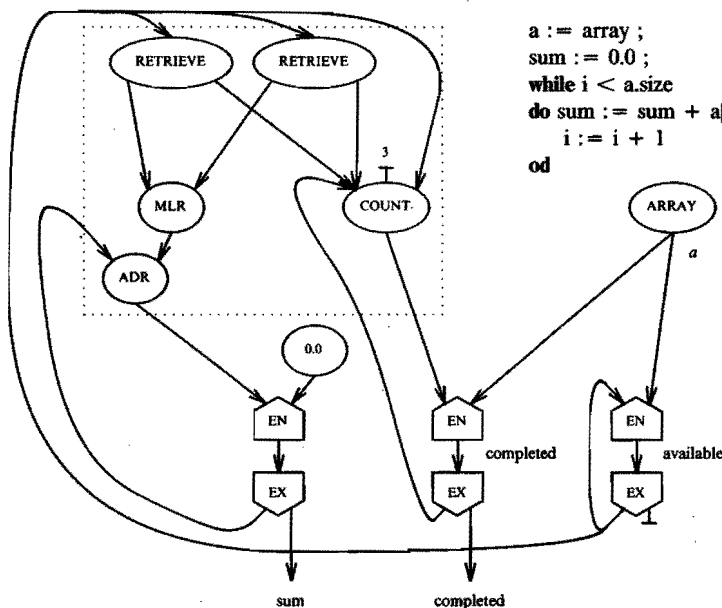 a := array ;
sum := 0.0 ;
while i < a.size
do sum := sum + a[
i := i + 1
od
RETRIEVE
RETRIEVE
3
MLR
COUNT
ARRAY
a
ADR
0.0
EN
EN
EN
completed
available
EX
EX
EX
sum
completed